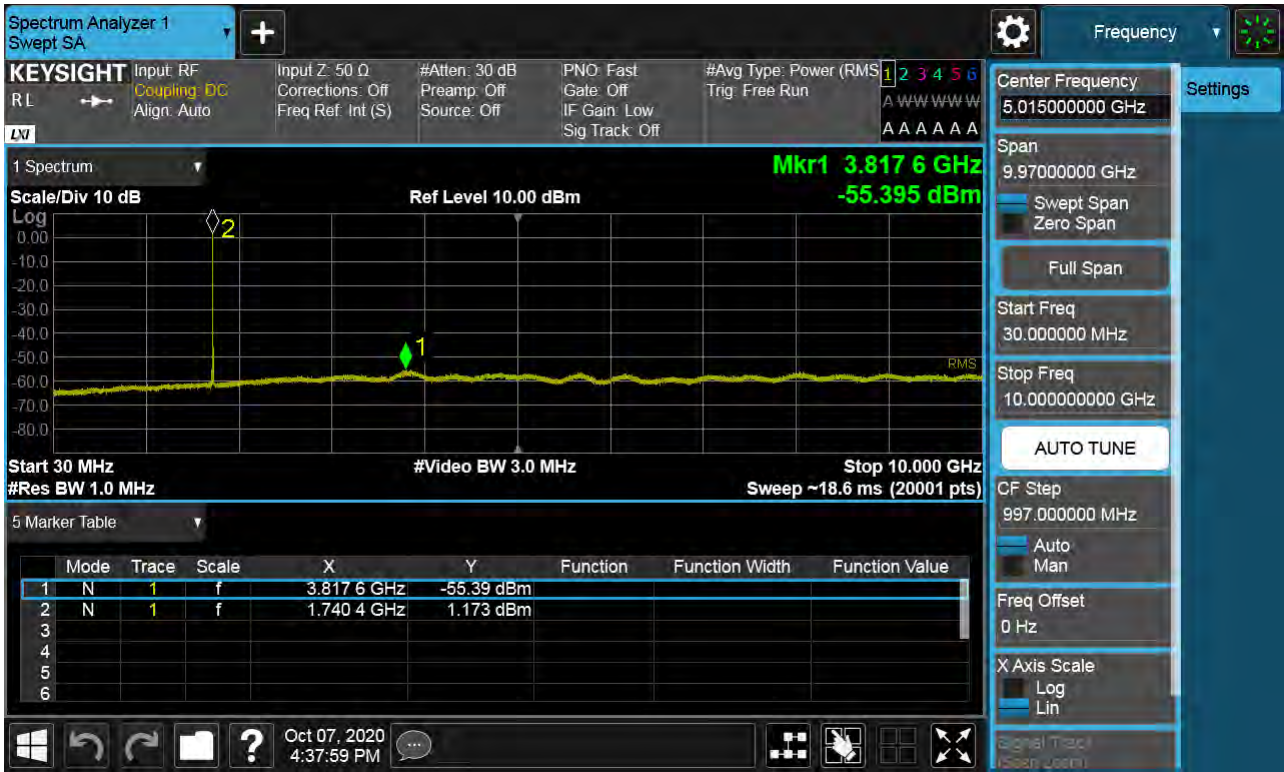 Spectrum Analyzer 1
Swept SA
+
Frequency
KEYSIGHT
Input: RF
Coupling: DC
Align: Auto
R L
LXI
Input Z: 50 Ω
Corrections: Off
Freq Ref: Int (S)
#Atten: 30 dB
Preamp: Off
Source: Off
PNO: Fast
Gate: Off
IF Gain: Low
Sig Track: Off
#Avg Type: Power (RMS
Trig: Free Run
1 2 3 4 5 6
A W W W W W
A A A A A A
1 Spectrum
Mkr1 3.817 6 GHz
-55.395 dBm
Scale/Div 10 dB
Ref Level 10.00 dBm
Log
0.00
-10.0
-20.0
-30.0
-40.0
-50.0
-60.0
-70.0
-80.0
2
1
RMS
Start 30 MHz
#Video BW 3.0 MHz
Stop 10.000 GHz
#Res BW 1.0 MHz
Sweep ~18.6 ms (20001 pts)
5 Marker Table
Mode Trace Scale X Y Function Function Width Function Value
1 N 1 f 3.817 6 GHz -55.39 dBm
2 N 1 f 1.740 4 GHz 1.173 dBm
3
4
5
6
Oct 07, 2020
4:37:59 PM
?
Center Frequency
5.015000000 GHz
Settings
Span
9.97000000 GHz
Swept Span
Zero Span
Full Span
Start Freq
30.000000 MHz
Stop Freq
10.000000000 GHz
AUTO TUNE
CF Step
997.000000 MHz
Auto
Man
Freq Offset
0 Hz
X Axis Scale
Log
Lin
Signal Track
(Span Zoom)